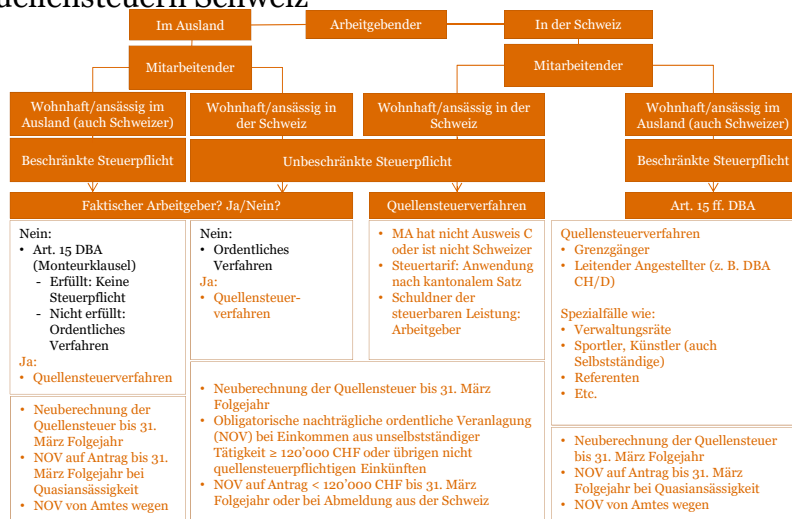 Quellensteuern Schweiz
Im Ausland
Arbeitgebender
In der Schweiz
Mitarbeitender
Mitarbeitender
Wohnhaft/ansässig im
Ausland (auch Schweizer)
Wohnhaft/ansässig in
der Schweiz
Wohnhaft/ansässig in der
Schweiz
Wohnhaft/ansässig im
Ausland (auch Schweizer)
Beschränkte Steuerpflicht
Unbeschränkte Steuerpflicht
Beschränkte Steuerpflicht
Faktischer Arbeitgeber? Ja/Nein?
Quellensteuerverfahren
Art. 15 ff. DBA
Nein:
• Art. 15 DBA
(Monteurklausel)
- Erfüllt: Keine
Steuerpflicht
- Nicht erfüllt:
Ordentliches
Verfahren
Ja:
• Quellensteuerverfahren
Nein:
• Ordentliches
Verfahren
Ja:
• Quellensteuer-
verfahren
• MA hat nicht Ausweis C
oder ist nicht Schweizer
• Steuertarif: Anwendung
nach kantonalem Satz
• Schuldner der
steuerbaren Leistung:
Arbeitgeber
Quellensteuerverfahren
• Grenzgänger
• Leitender Angestellter (z. B. DBA
CH/D)
Spezialfälle wie:
• Verwaltungsräte
• Sportler, Künstler (auch
Selbstständige)
• Referenten
• Etc.
• Neuberechnung der
Quellensteuer bis 31.
März Folgejahr
• NOV auf Antrag bis 31.
März Folgejahr bei
Quasiansässigkeit
• NOV von Amtes wegen
• Neuberechnung der Quellensteuer bis 31. März
Folgejahr
• Obligatorische nachträgliche ordentliche Veranlagung
(NOV) bei Einkommen aus unselbstständiger
Tätigkeit ≥ 120'000 CHF oder übrigen nicht
quellensteuerpflichtigen Einkünften
• NOV auf Antrag < 120'000 CHF bis 31. März
Folgejahr oder bei Abmeldung aus der Schweiz
• Neuberechnung der Quellensteuer
bis 31. März Folgejahr
• NOV auf Antrag bis 31. März
Folgejahr bei Quasiansässigkeit
• NOV von Amtes wegen